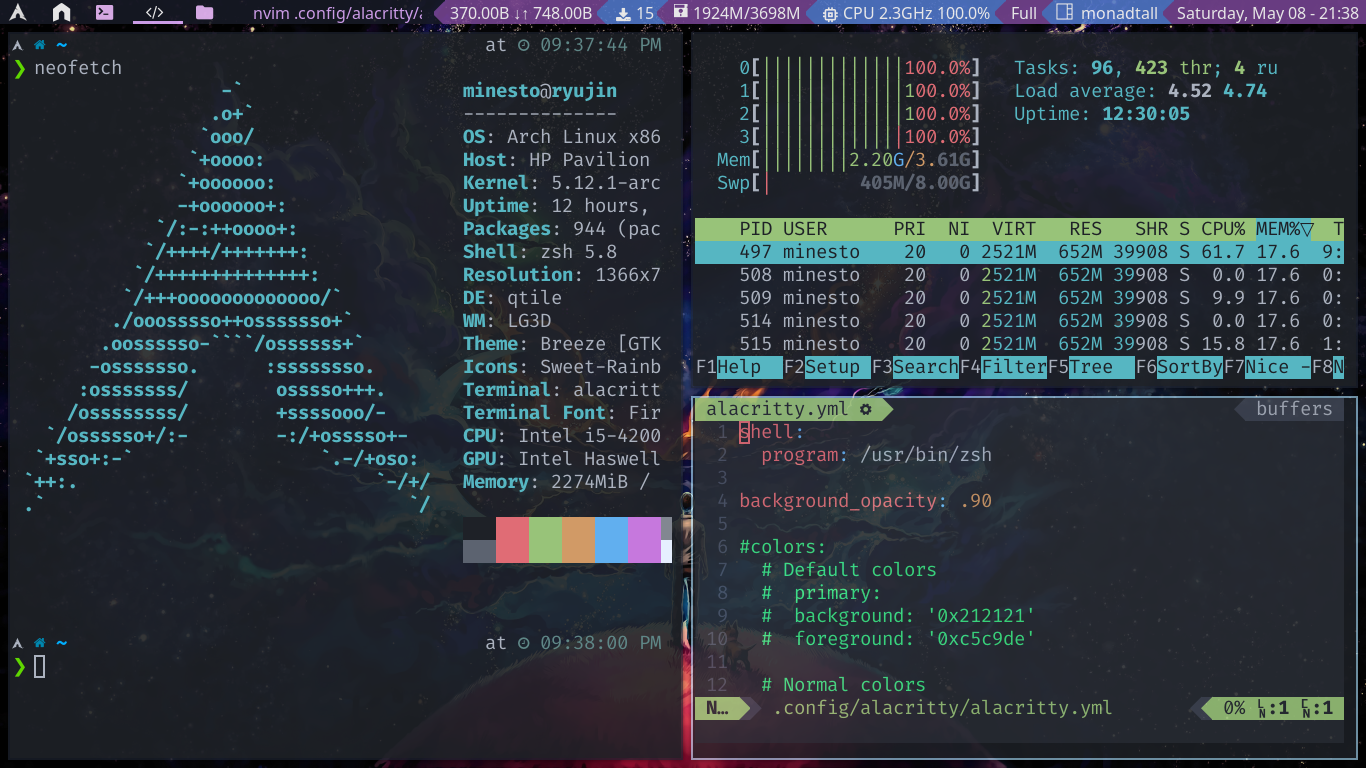 nvim .config/alacritty/a
370.00B ↓↑ 748.00B
15
1924M/3698M
CPU 2.3GHz 100.0%
Full
monadtall
Saturday, May 08 - 21:38
~ at 09:37:44 PM
❯ neofetch
-`
.o+`
`ooo/
`+oooo:
`+oooooo:
-+oooooo+:
`/:-:++oooo+:
`/++++/+++++++:
`/++++++++++++++:
`/+++ooooooooooooo/`
./ooosssso++osssssso+`
.oossssso-````/ossssss+`
-osssssso. :ssssssso.
:osssssss/ osssso+++.
/ossssssss/ +ssssooo/-
`/ossssso+/:- -:/+osssso+-
`+sso+:-` `.-/+oso:
`++:. `-/+/
.` `/
minesto@ryujin
--------------
OS: Arch Linux x86
Host: HP Pavilion
Kernel: 5.12.1-arc
Uptime: 12 hours,
Packages: 944 (pac
Shell: zsh 5.8
Resolution: 1366x7
DE: qtile
WM: LG3D
Theme: Breeze [GTK
Icons: Sweet-Rainb
Terminal: alacritt
Terminal Font: Fir
CPU: Intel i5-4200
GPU: Intel Haswell
Memory: 2274MiB /
~ at 09:38:00 PM
❯
0[||||||||||||||100.0%] Tasks: 96, 423 thr; 4 ru
1[||||||||||||||100.0%] Load average: 4.52 4.74
2[||||||||||||||100.0%] Uptime: 12:30:05
3[||||||||||||||100.0%]
Mem[||||||||2.20G/3.61G]
Swp[| 405M/8.00G]
PID USER PRI NI VIRT RES SHR S CPU% MEM%▽ T
497 minesto 20 0 2521M 652M 39908 S 61.7 17.6 9:
508 minesto 20 0 2521M 652M 39908 S 0.0 17.6 0:
509 minesto 20 0 2521M 652M 39908 S 9.9 17.6 0:
514 minesto 20 0 2521M 652M 39908 S 0.0 17.6 0:
515 minesto 20 0 2521M 652M 39908 S 15.8 17.6 1:
F1Help F2Setup F3SearchF4FilterF5Tree F6SortByF7Nice -F8N
alacritty.yml buffers
1 shell:
2 program: /usr/bin/zsh
3
4 background_opacity: .90
5
6 #colors:
7 # Default colors
8 # primary:
9 # background: '0x212121'
10 # foreground: '0xc5c9de'
11
12 # Normal colors
N… .config/alacritty/alacritty.yml 0% LN:1 CN:1